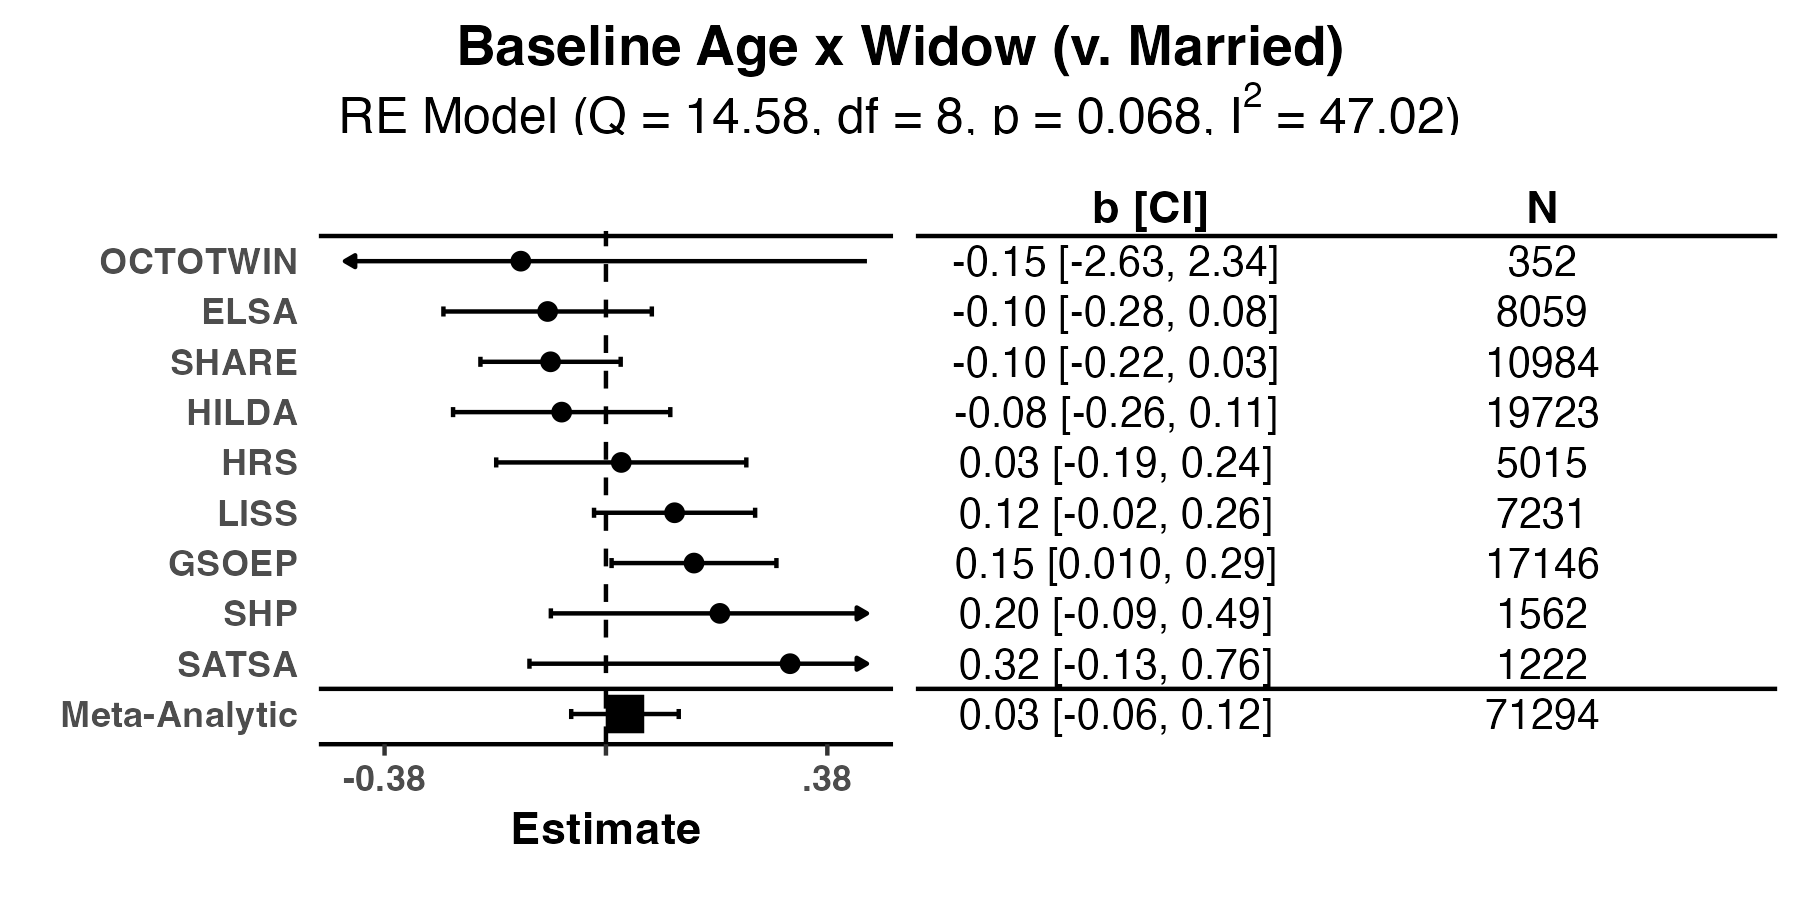 Baseline Age x Widow (v. Married)
RE Model (Q = 14.58, df = 8, p = 0.068, I² = 47.02)
b [CI] N
OCTOTWIN -0.15 [-2.63, 2.34] 352
ELSA -0.10 [-0.28, 0.08] 8059
SHARE -0.10 [-0.22, 0.03] 10984
HILDA -0.08 [-0.26, 0.11] 19723
HRS 0.03 [-0.19, 0.24] 5015
LISS 0.12 [-0.02, 0.26] 7231
GSOEP 0.15 [0.010, 0.29] 17146
SHP 0.20 [-0.09, 0.49] 1562
SATSA 0.32 [-0.13, 0.76] 1222
Meta-Analytic 0.03 [-0.06, 0.12] 71294
-0.38 .38
Estimate